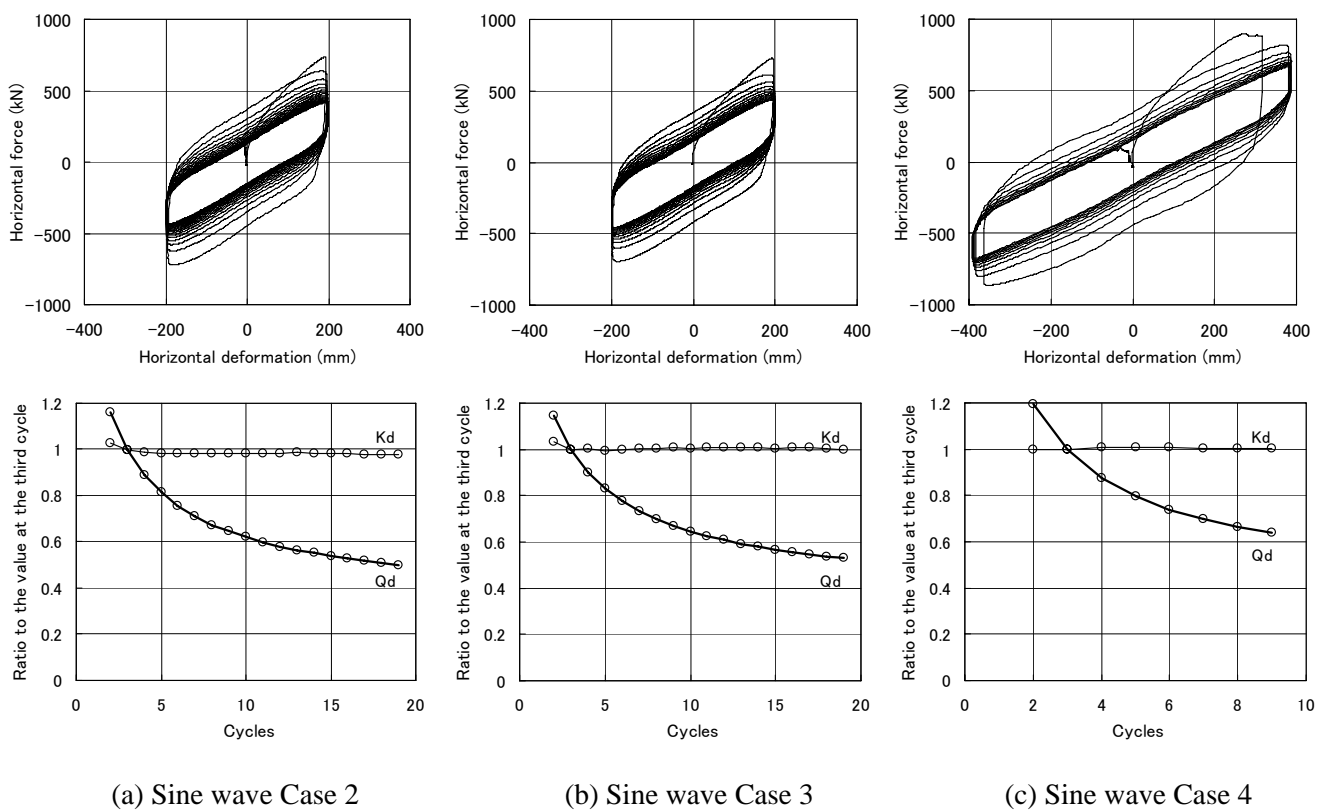 1000
500
0
−500
−1000
−400 −200 0 200 400
Horizontal force (kN)
Horizontal deformation (mm)
1000
500
0
−500
−1000
−400 −200 0 200 400
Horizontal force (kN)
Horizontal deformation (mm)
1000
500
0
−500
−1000
−400 −200 0 200 400
Horizontal force (kN)
Horizontal deformation (mm)
1.2
1
0.8
0.6
0.4
0.2
0
0 5 10 15 20
Ratio to the value at the third cycle
Kd
Qd
Cycles
1.2
1
0.8
0.6
0.4
0.2
0
0 5 10 15 20
Ratio to the value at the third cycle
Kd
Qd
Cycles
1.2
1
0.8
0.6
0.4
0.2
0
0 2 4 6 8 10
Ratio to the value at the third cycle
Kd
Qd
Cycles
(a) Sine wave Case 2
(b) Sine wave Case 3
(c) Sine wave Case 4